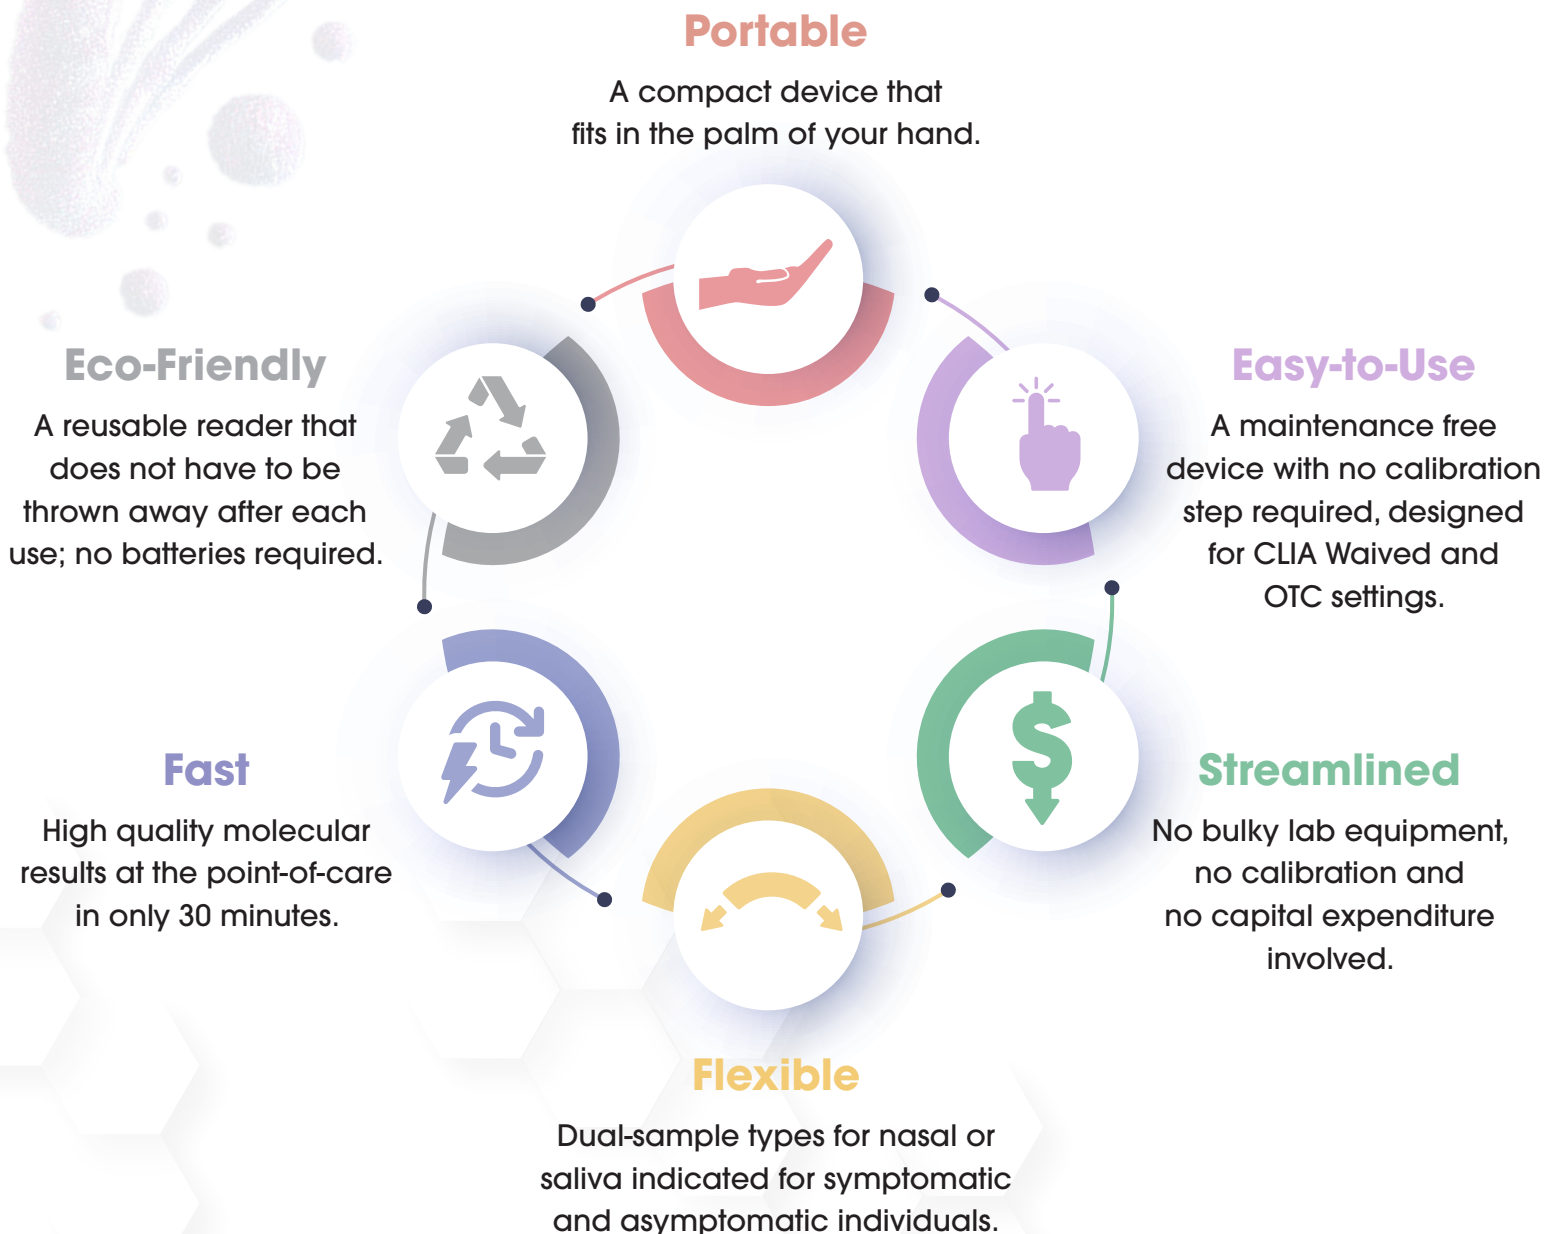 Portable
A compact device that
fits in the palm of your hand.
Easy-to-Use
A maintenance free
device with no calibration
step required, designed
for CLIA Waived and
OTC settings.
Streamlined
No bulky lab equipment,
no calibration and
no capital expenditure
involved.
Flexible
Dual-sample types for nasal or
saliva indicated for symptomatic
and asymptomatic individuals.
Fast
High quality molecular
results at the point-of-care
in only 30 minutes.
Eco-Friendly
A reusable reader that
does not have to be
thrown away after each
use; no batteries required.